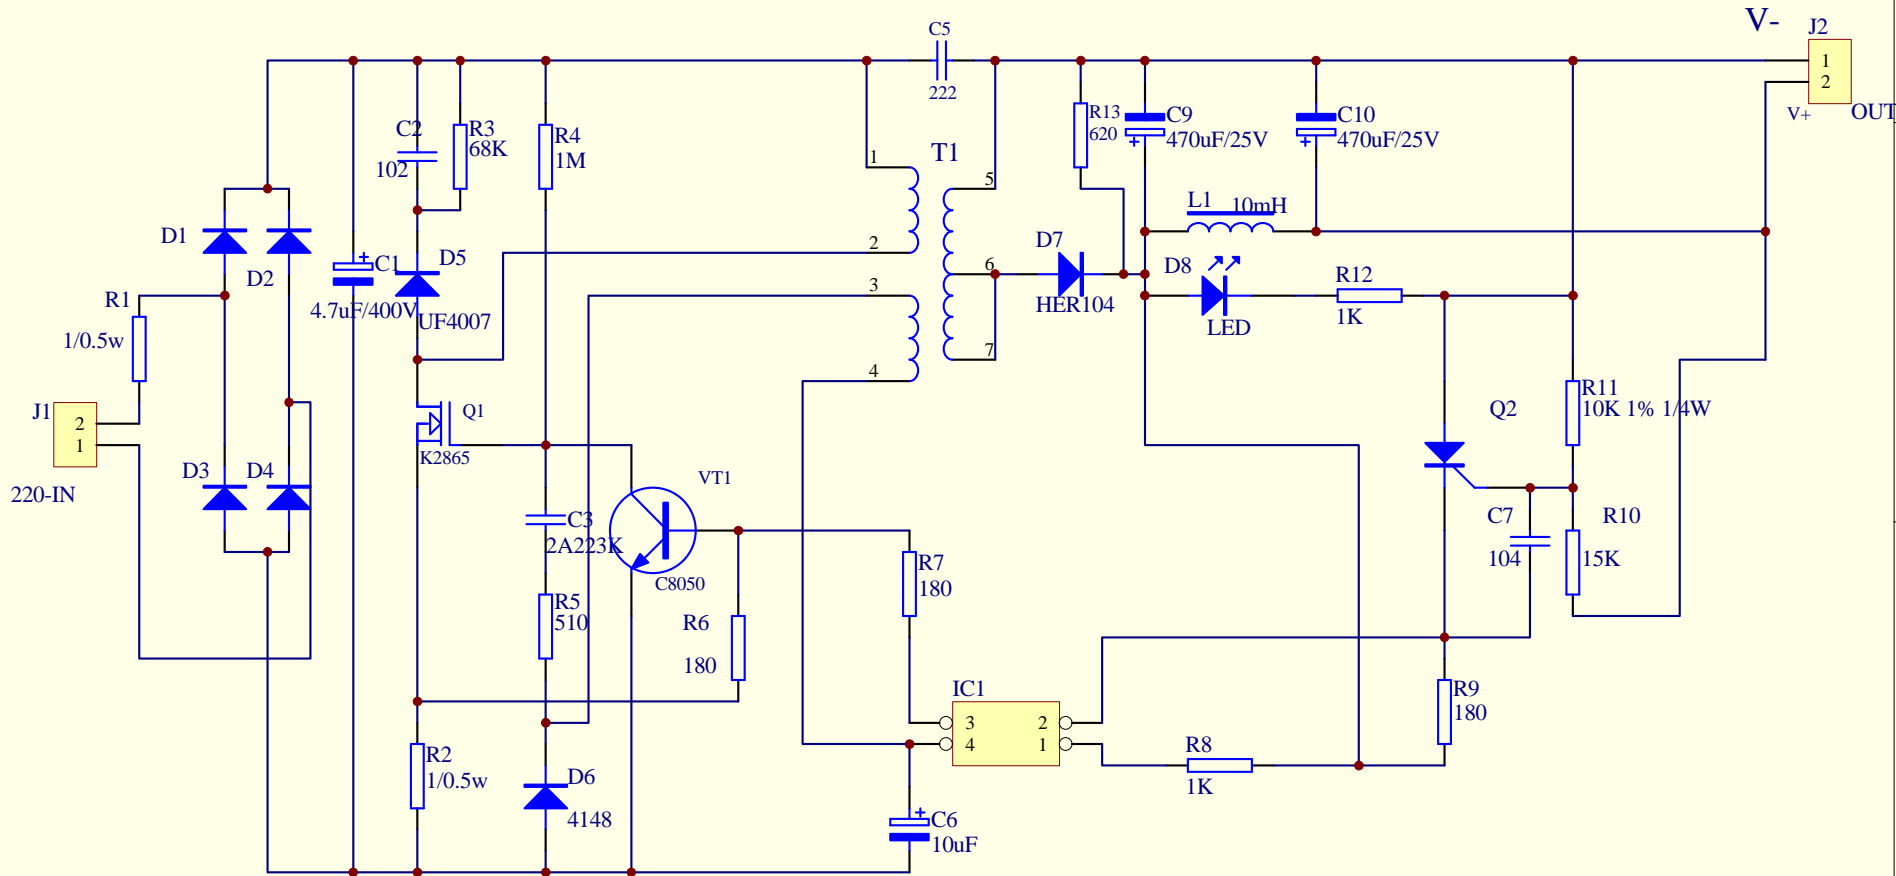 V-
J2
C5
1
2
222
V+
OUT
R13
620
C9
470uF/25V
C10
470uF/25V
C2
102
R3
68K
R4
1M
T1
1
5
L1
10mH
D1
D2
2
D7
6
D8
R12
C1
4.7uF/400V
D5
UF4007
R1
1/0.5w
3
HER104
LED
1K
7
4
J1
2
1
Q1
K2865
Q2
R11
10K 1% 1/4W
D3
D4
220-IN
VT1
C3
2A223K
C8050
C7
104
R10
15K
R7
180
R5
510
R6
180
IC1
3
2
4
1
R9
180
R2
1/0.5w
R8
1K
D6
4148
C6
10uF